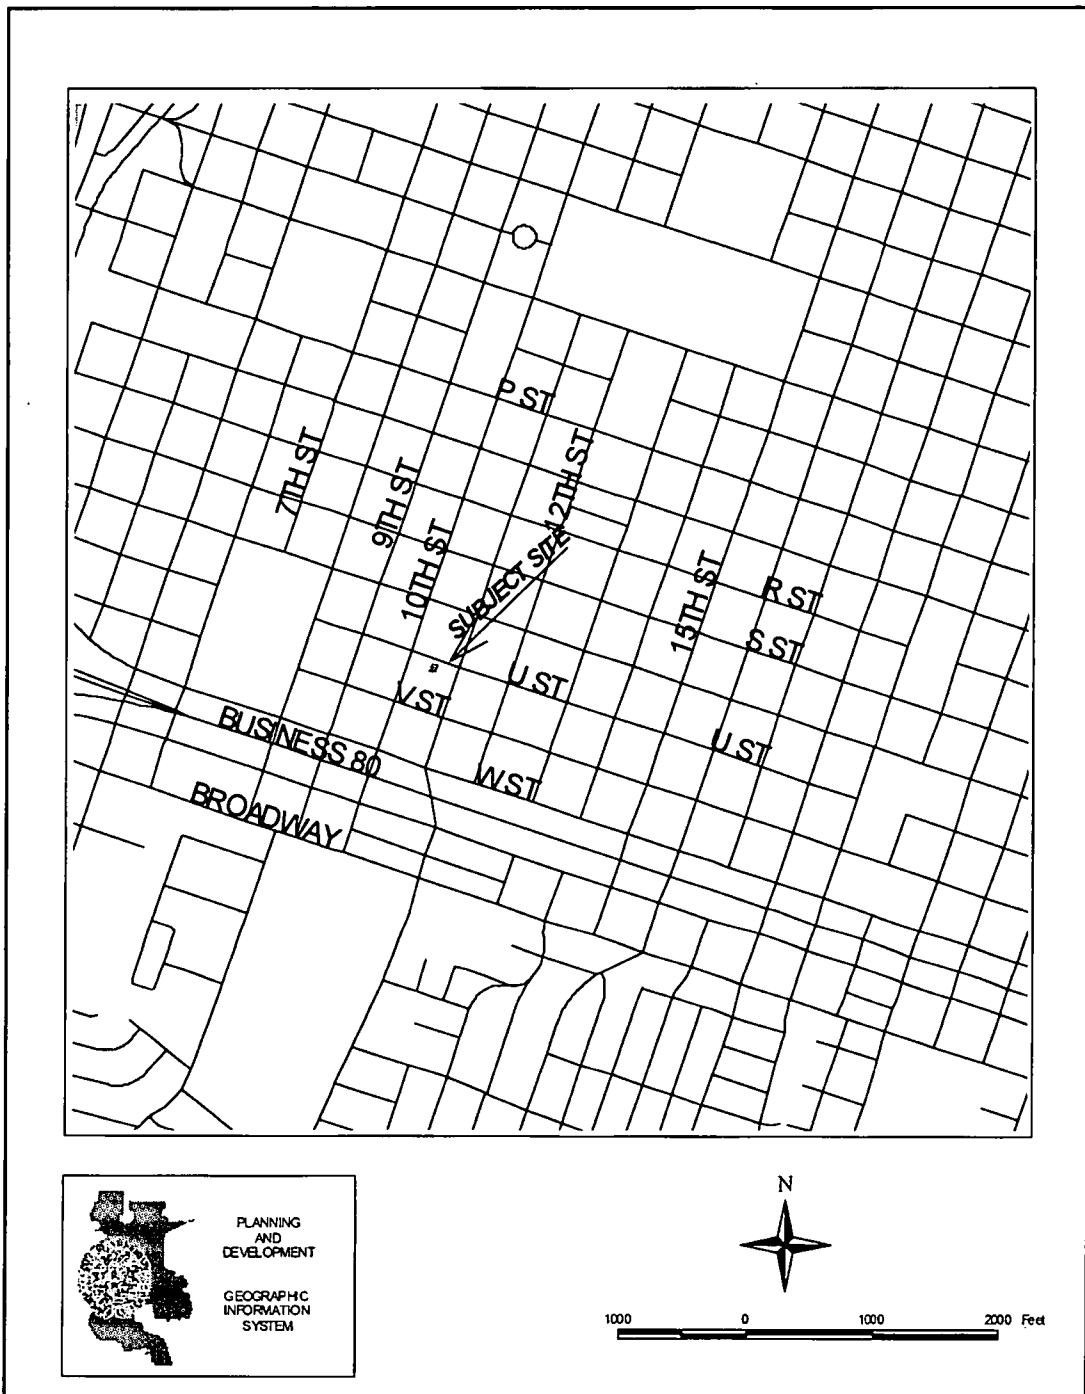 P ST
7TH ST
9TH ST
12TH ST
10TH ST
SUBJECT SITE
15TH ST
R ST
S ST
U ST
V ST
U ST
BUSINESS 80
W ST
BROADWAY
PLANNING
AND
DEVELOPMENT
GEOGRAPHIC
INFORMATION
SYSTEM
N
1000 0 1000 2000 Feet